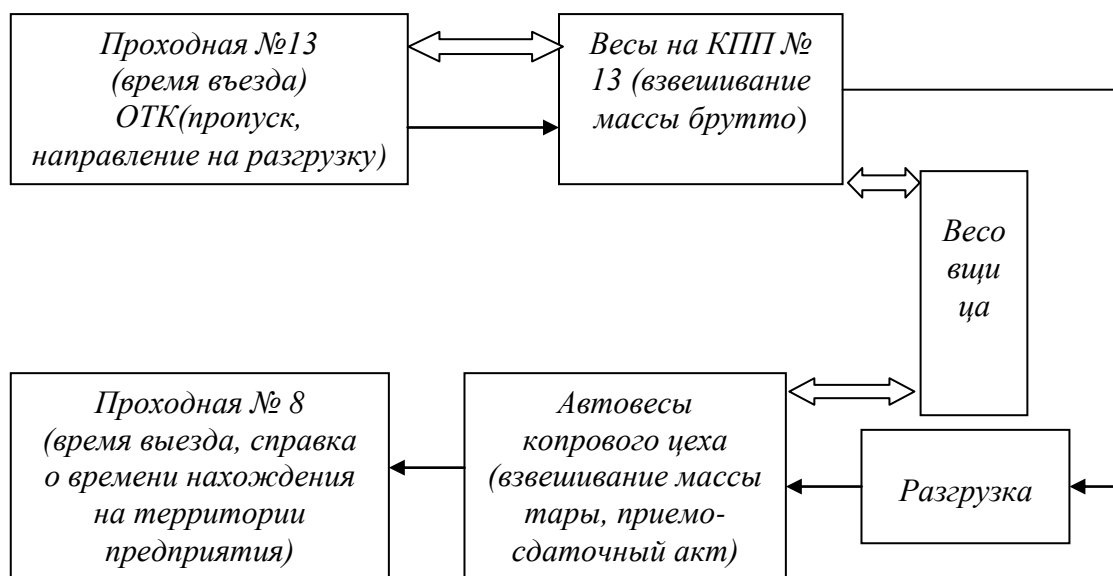 Проходная №13
(время въезда)
ОТК(пропуск,
направление на разгрузку)
Весы на КПП №
13 (взвешивание
массы брутто)
Весо
вщи
ца
Проходная № 8
(время выезда, справка
о времени нахождения
на территории
предприятия)
Автовесы
копрового цеха
(взвешивание массы
тары, приемо-
сдаточный акт)
Разгрузка